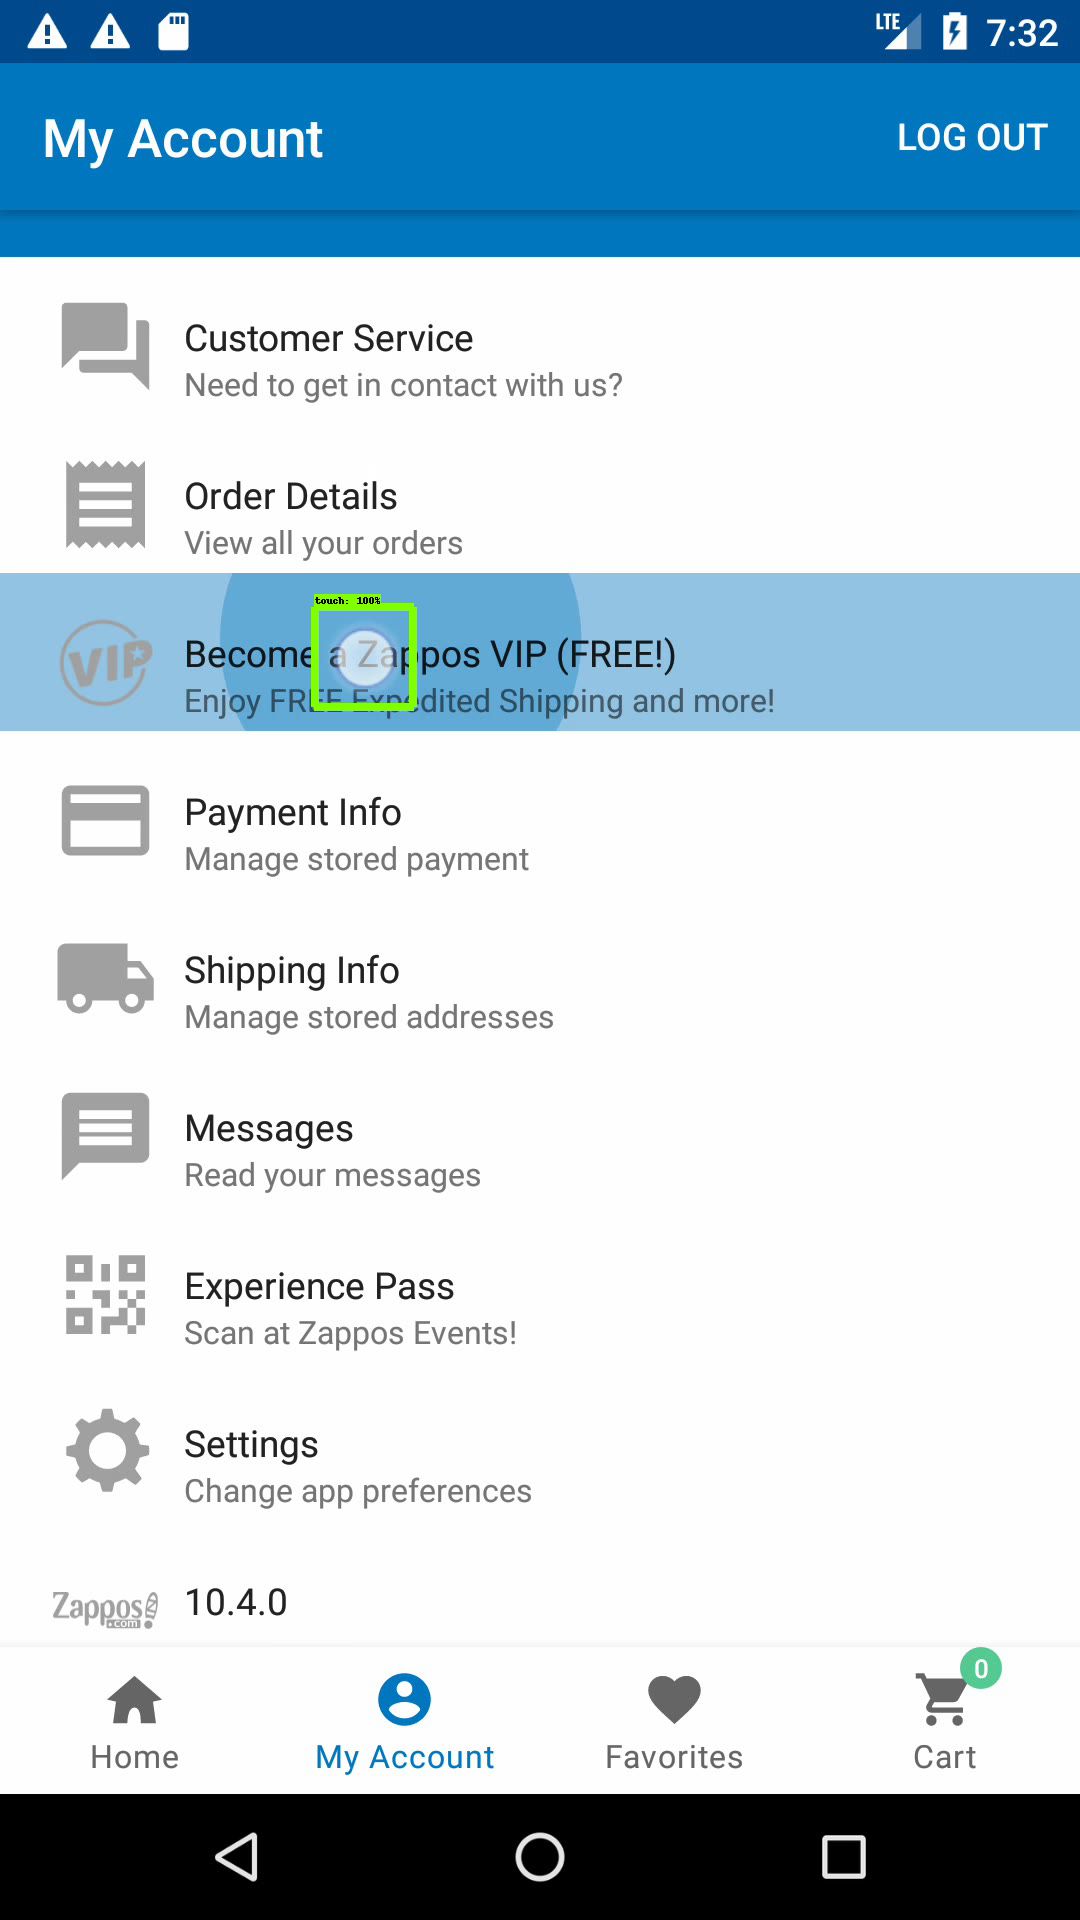 LTE 7:32
My Account LOG OUT
Customer Service
Need to get in contact with us?
Order Details
View all your orders
touch: 100%
VIP
Become a Zappos VIP (FREE!)
Enjoy FREE Expedited Shipping and more!
Payment Info
Manage stored payment
Shipping Info
Manage stored addresses
Messages
Read your messages
Experience Pass
Scan at Zappos Events!
Settings
Change app preferences
Zappos .com 10.4.0
0
Home My Account Favorites Cart